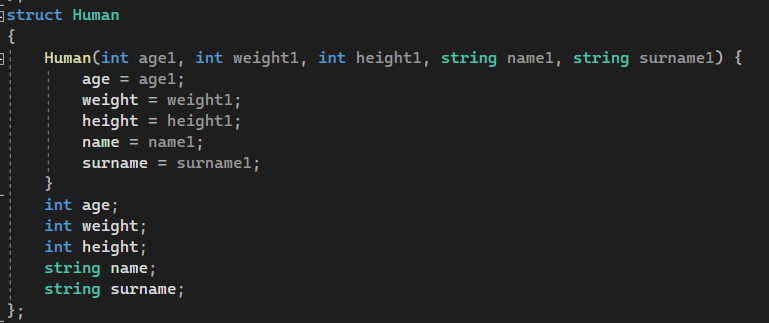 struct Human
{
Human(int age1, int weight1, int height1, string name1, string surname1) {
age = age1;
weight = weight1;
height = height1;
name = name1;
surname = surname1;
}
int age;
int weight;
int height;
string name;
string surname;
};